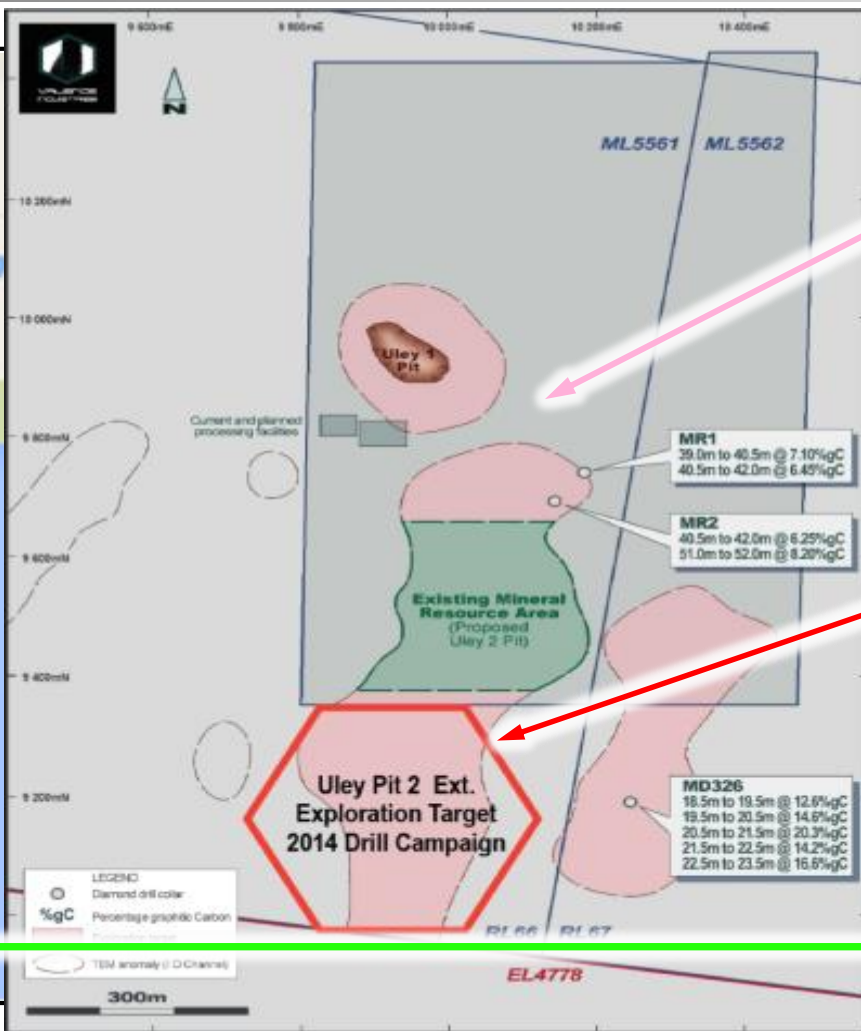 9 600mE
9 800mE
10 000mE
10 200mE
10 400mE
VALENCE
INDUSTRIES
N
ML5561
ML5562
10 200mN
10 000mN
Uley 1
Pit
Current and planned
processing facilities
9 800mN
MR1
39.0m to 40.5m @ 7.10%gC
40.5m to 42.0m @ 6.45%gC
MR2
40.5m to 42.0m @ 6.25%gC
51.0m to 52.0m @ 8.20%gC
9 600mN
Existing Mineral
Resource Area
(Proposed
Uley 2 Pit)
9 400mN
Uley Pit 2 Ext.
Exploration Target
2014 Drill Campaign
9 200mN
MD326
18.5m to 19.5m @ 12.6%gC
19.5m to 20.5m @ 14.6%gC
20.5m to 21.5m @ 20.3%gC
21.5m to 22.5m @ 14.2%gC
22.5m to 23.5m @ 16.6%gC
LEGEND
Diamond drill collar
%gC Percentage graphitic Carbon
RL66
RL67
TEM anomaly
EL4778
300m